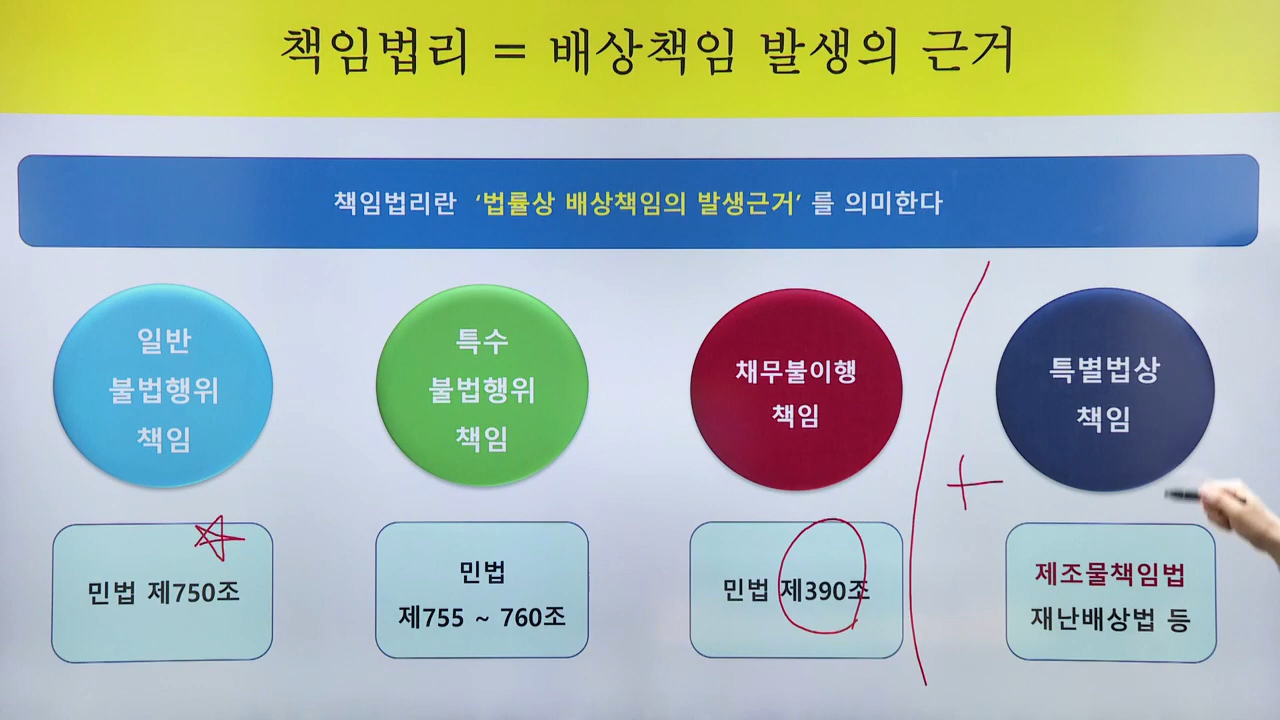 책임법리 = 배상책임 발생의 근거
책임법리란 '법률상 배상책임의 발생근거' 를 의미한다
일반
불법행위
책임
특수
불법행위
책임
채무불이행
책임
특별법상
책임
민법 제750조
민법
제755 ~ 760조
민법 제390조
+
제조물책임법
재난배상법 등